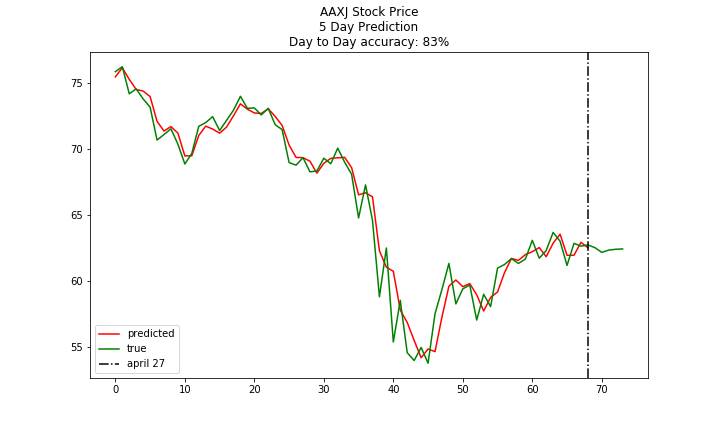 AAXJ Stock Price
5 Day Prediction
Day to Day accuracy: 83%
75
70
65
60
55
predicted
true
april 27
0 10 20 30 40 50 60 70